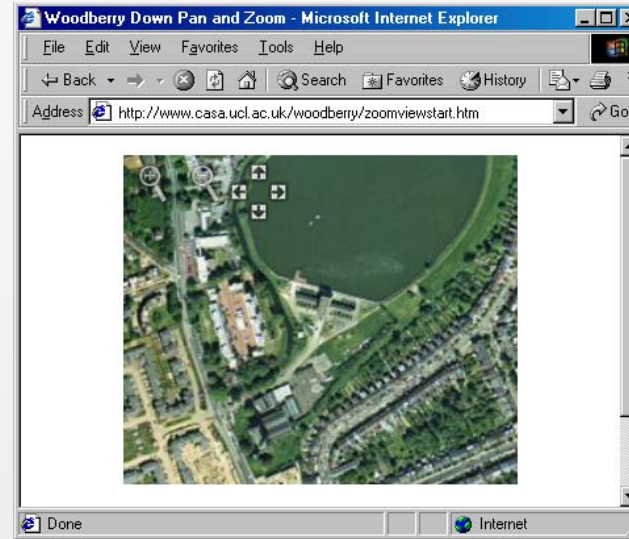 Woodberry Down Pan and Zoom - Microsoft Internet Explorer
File Edit View Favorites Tools Help
Back Search Favorites History
Address http://www.casa.ucl.ac.uk/woodberry/zoomviewstart.htm Go
Done Internet